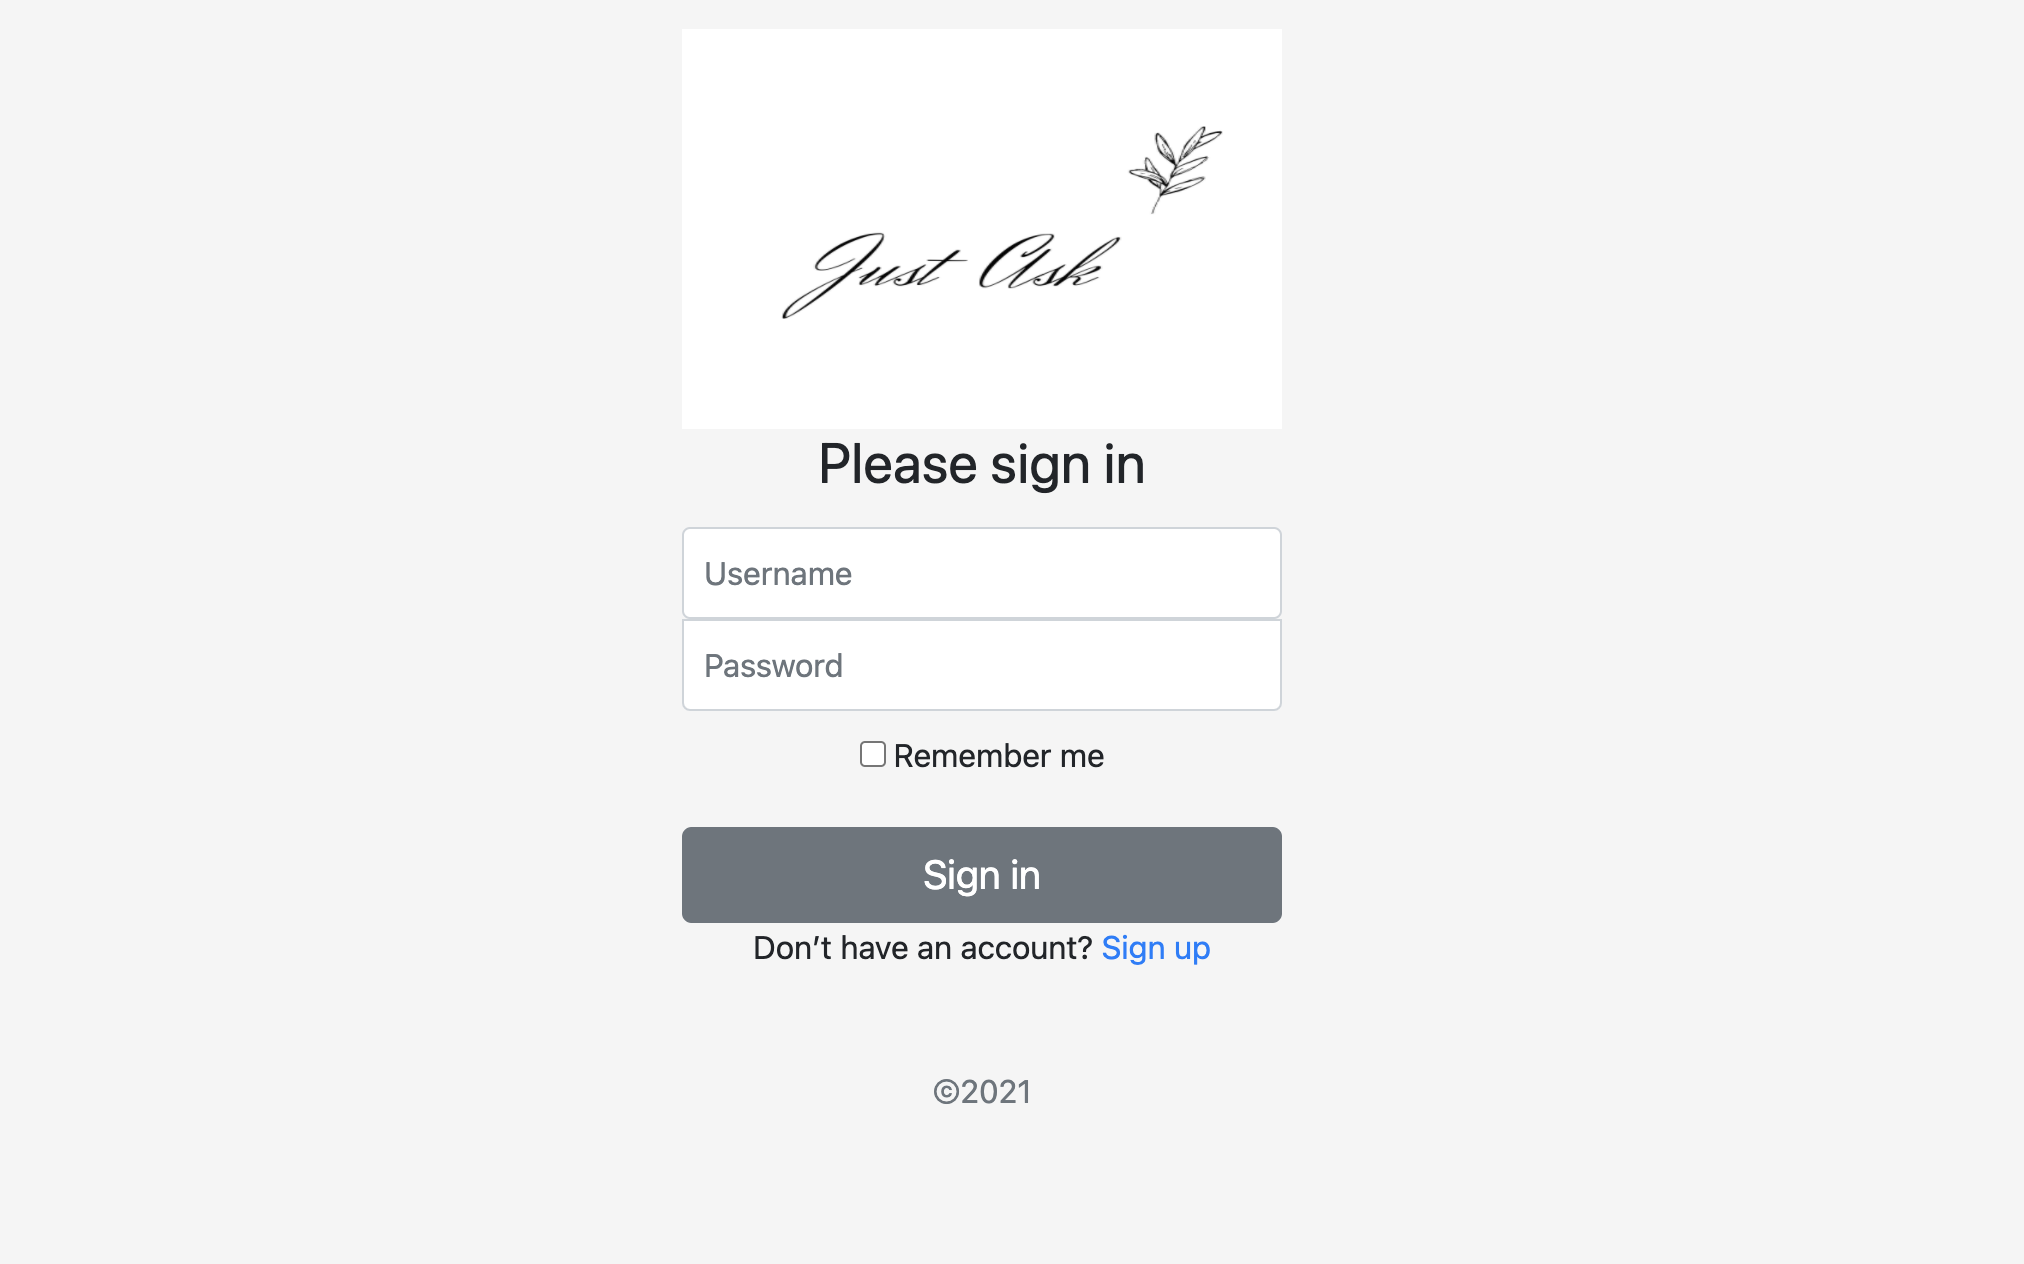 Just Ask
Please sign in
Username
Password
Remember me
Sign in
Don't have an account? Sign up
©2021